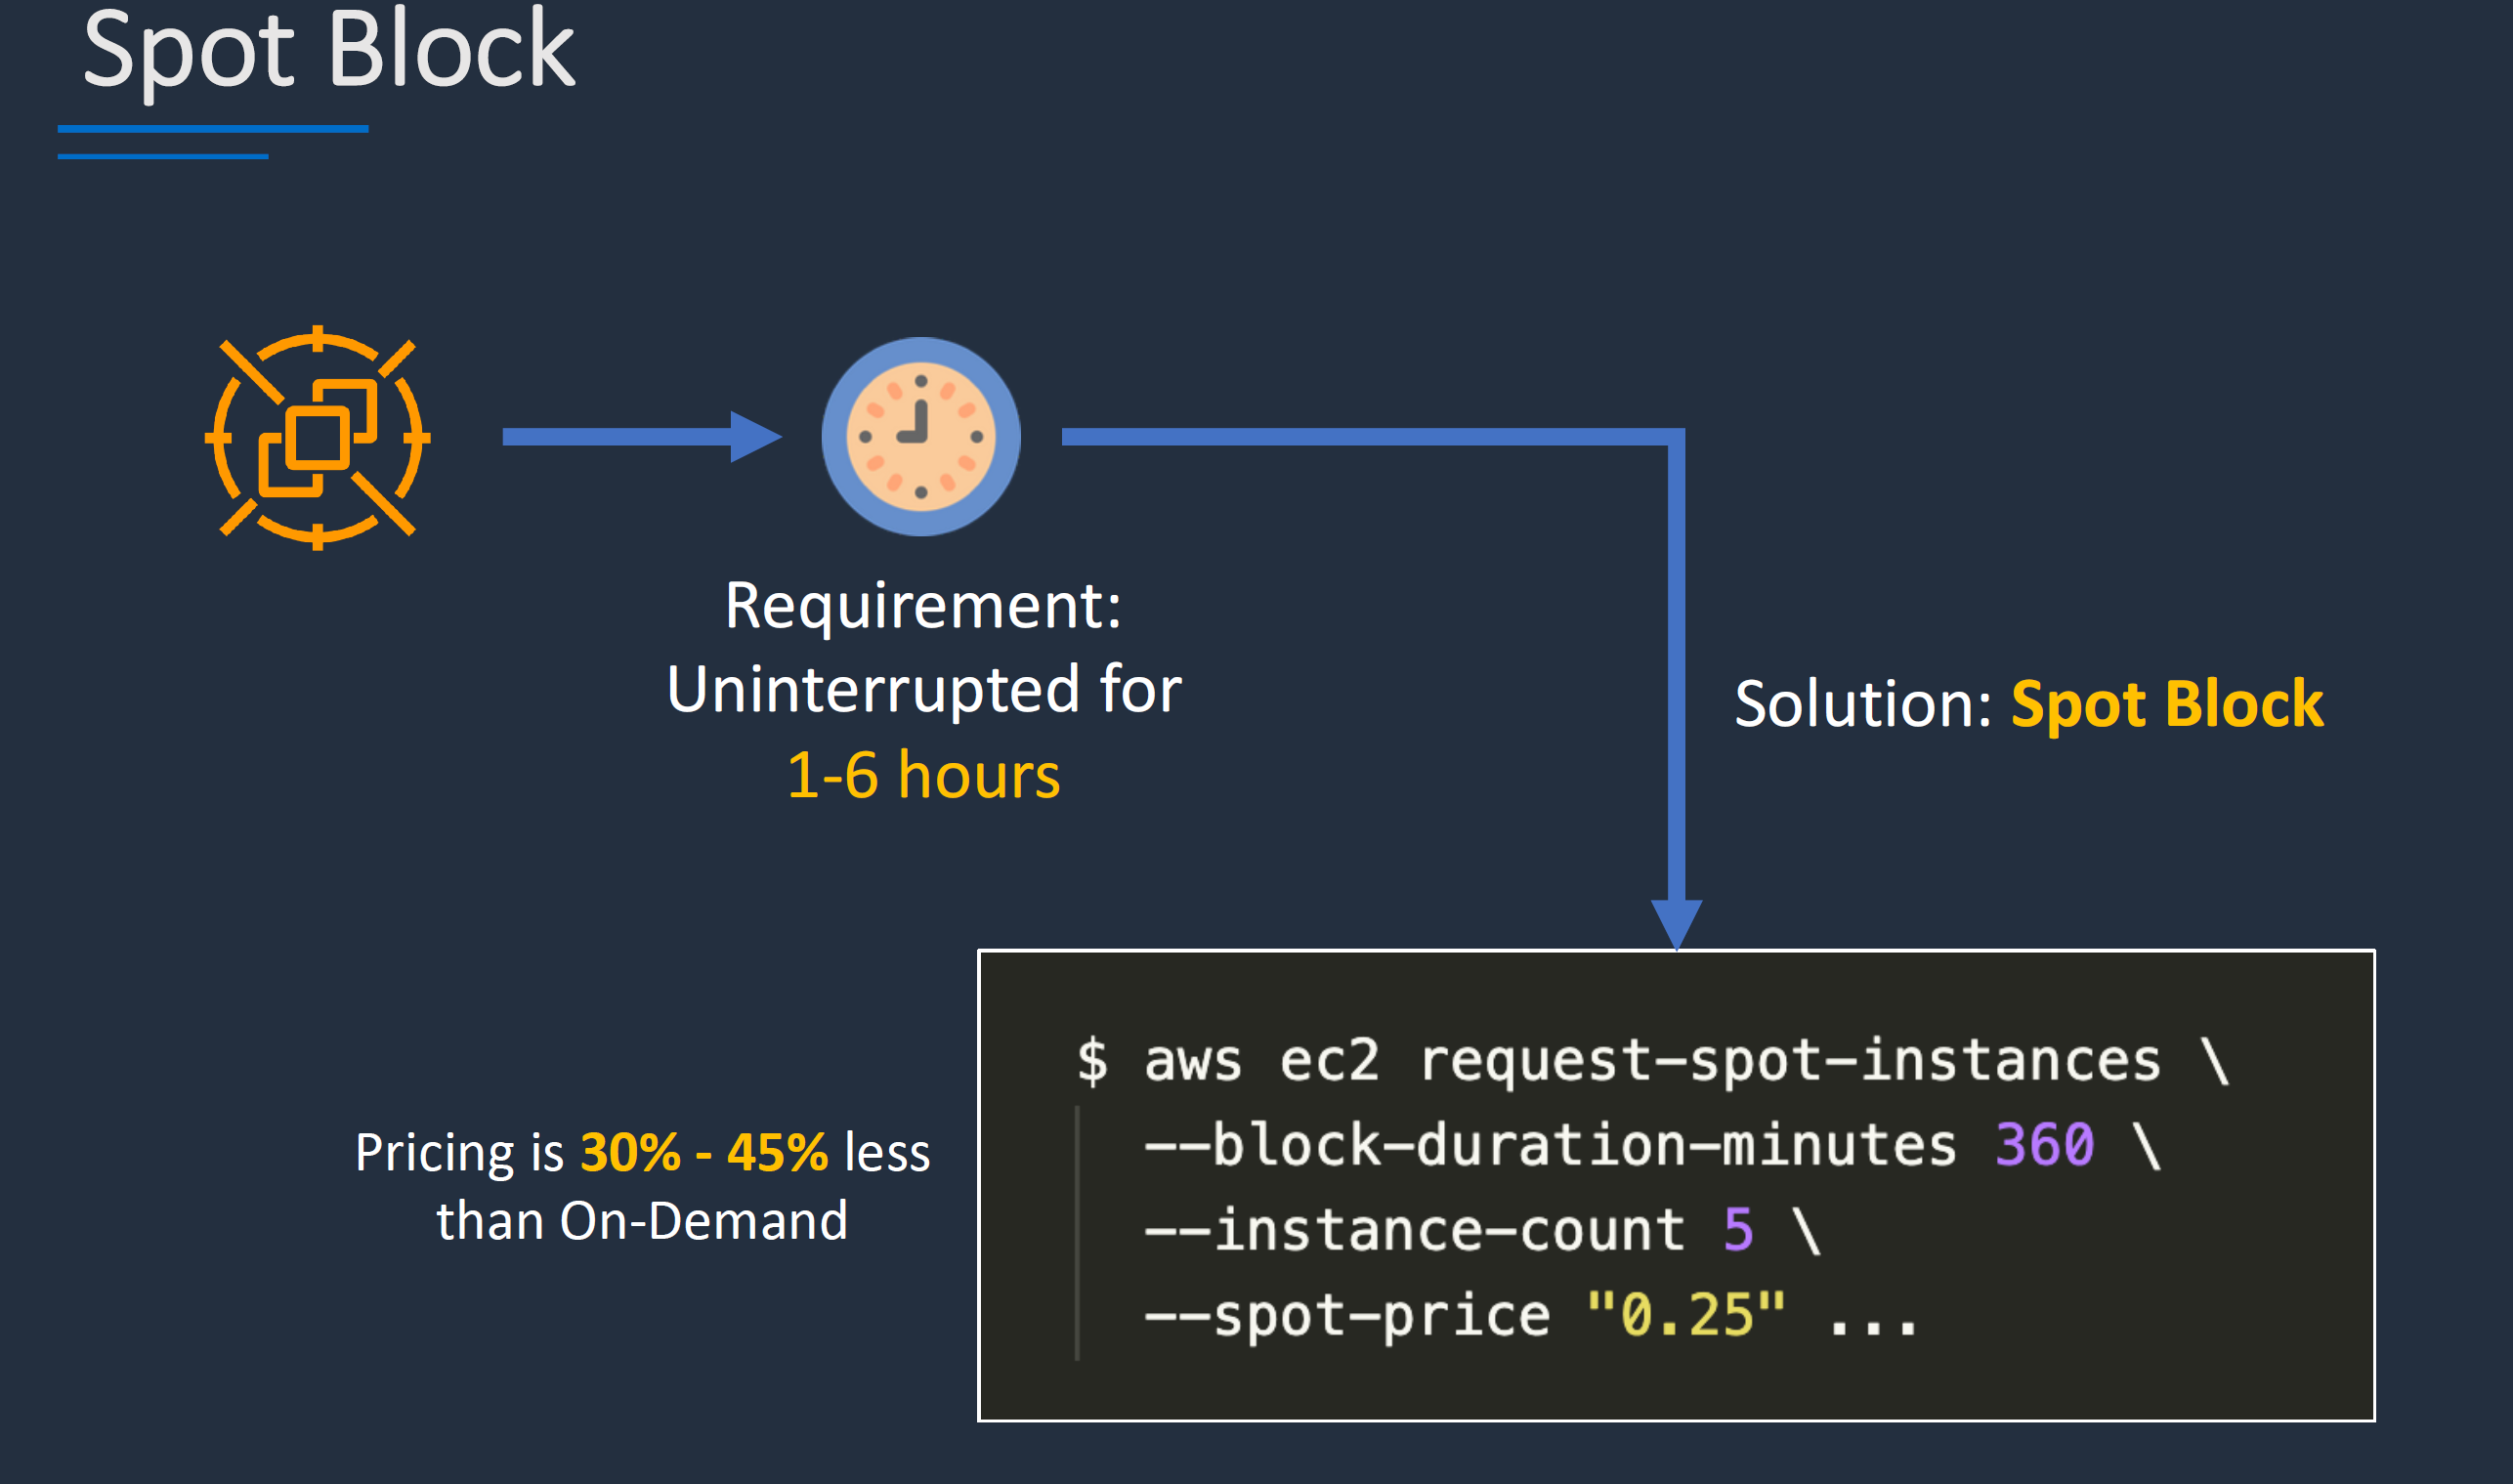 Spot Block
Requirement:
Uninterrupted for
1-6 hours
Solution: Spot Block
Pricing is 30% - 45% less
than On-Demand
$ aws ec2 request-spot-instances \
--block-duration-minutes 360 \
--instance-count 5 \
--spot-price "0.25" ...